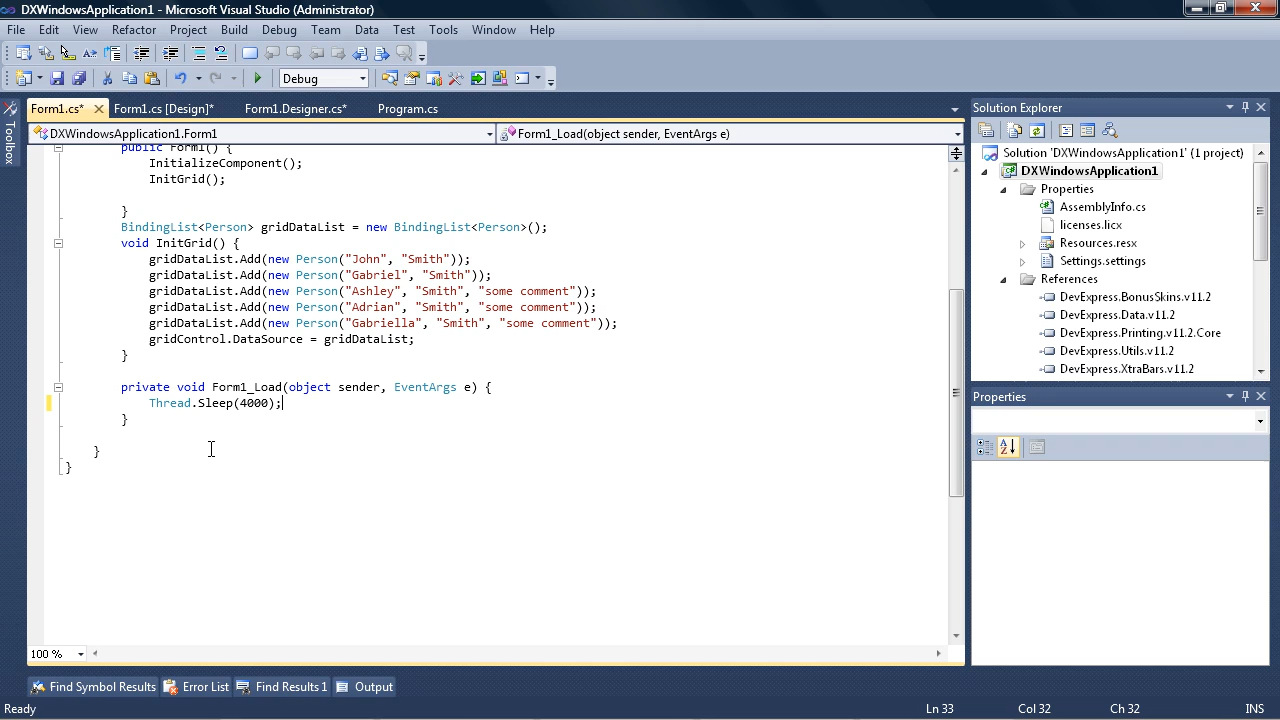 DXWindowsApplication1 - Microsoft Visual Studio (Administrator)
File Edit View Refactor Project Build Debug Team Data Test Tools Window Help
Debug
Form1.cs* Form1.cs [Design]* Form1.Designer.cs* Program.cs
DXWindowsApplication1.Form1 Form1_Load(object sender, EventArgs e)
public Form1() {
InitializeComponent();
InitGrid();
}
BindingList<Person> gridDataList = new BindingList<Person>();
void InitGrid() {
gridDataList.Add(new Person("John", "Smith"));
gridDataList.Add(new Person("Gabriel", "Smith"));
gridDataList.Add(new Person("Ashley", "Smith", "some comment"));
gridDataList.Add(new Person("Adrian", "Smith", "some comment"));
gridDataList.Add(new Person("Gabriella", "Smith", "some comment"));
gridControl.DataSource = gridDataList;
}
private void Form1_Load(object sender, EventArgs e) {
Thread.Sleep(4000);
}
}
}
100 %
Toolbox
Solution Explorer
Solution 'DXWindowsApplication1' (1 project)
DXWindowsApplication1
Properties
AssemblyInfo.cs
licenses.licx
Resources.resx
Settings.settings
References
DevExpress.BonusSkins.v11.2
DevExpress.Data.v11.2
DevExpress.Printing.v11.2.Core
DevExpress.Utils.v11.2
DevExpress.XtraBars.v11.2
Properties
Find Symbol Results Error List Find Results 1 Output
Ready Ln 33 Col 32 Ch 32 INS